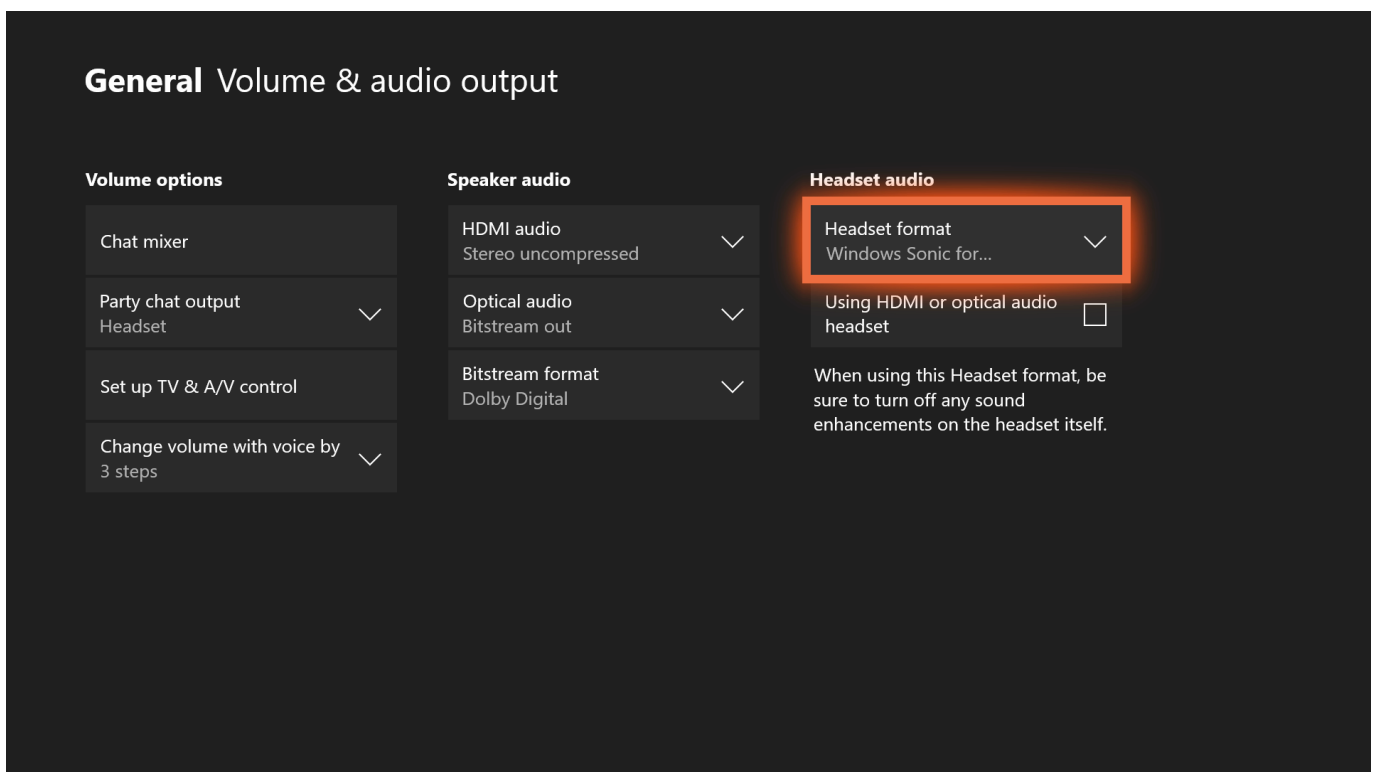 General Volume & audio output
Volume options
Chat mixer
Party chat output
Headset
Set up TV & A/V control
Change volume with voice by
3 steps
Speaker audio
HDMI audio
Stereo uncompressed
Optical audio
Bitstream out
Bitstream format
Dolby Digital
Headset audio
Headset format
Windows Sonic for...
Using HDMI or optical audio
headset
When using this Headset format, be
sure to turn off any sound
enhancements on the headset itself.